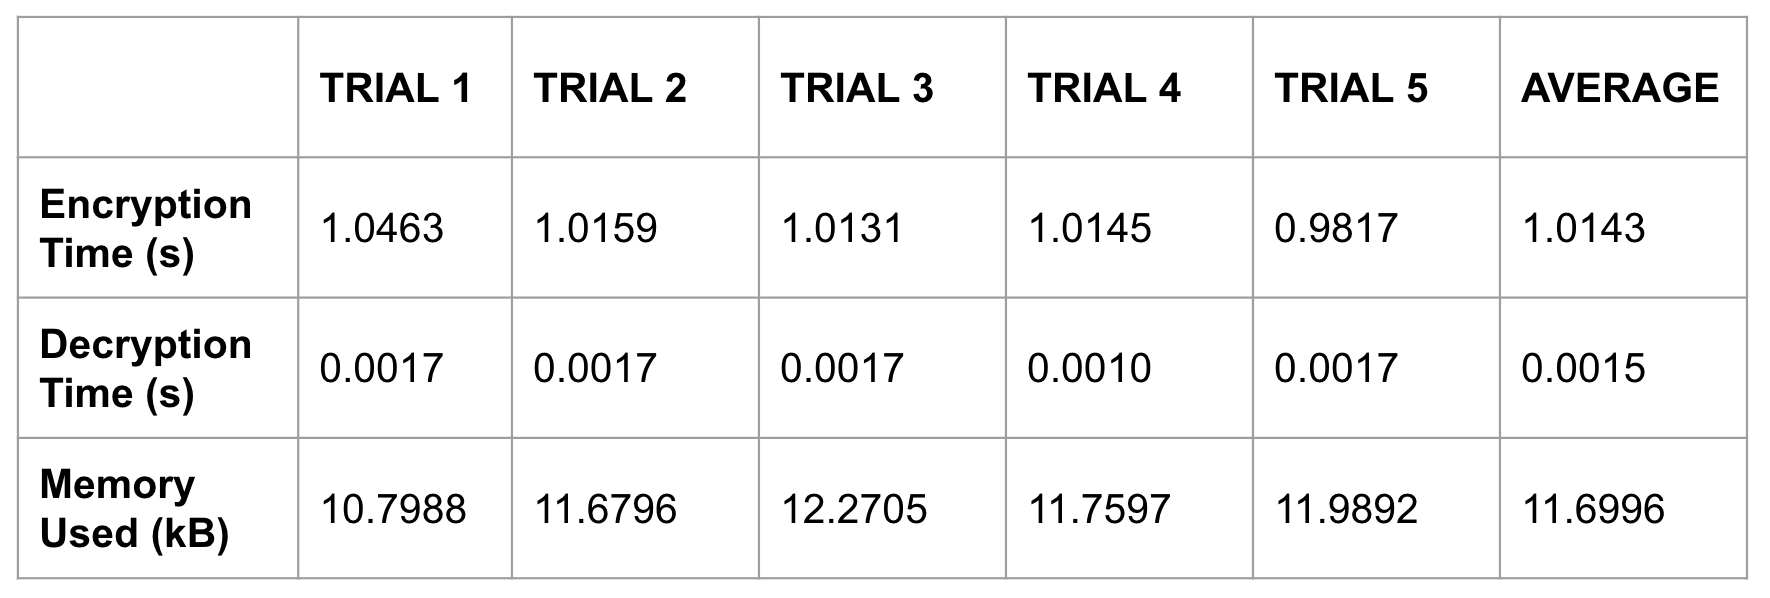 TRIAL 1 TRIAL 2 TRIAL 3 TRIAL 4 TRIAL 5 AVERAGE
Encryption
Time (s) 1.0463 1.0159 1.0131 1.0145 0.9817 1.0143
Decryption
Time (s) 0.0017 0.0017 0.0017 0.0010 0.0017 0.0015
Memory
Used (kB) 10.7988 11.6796 12.2705 11.7597 11.9892 11.6996